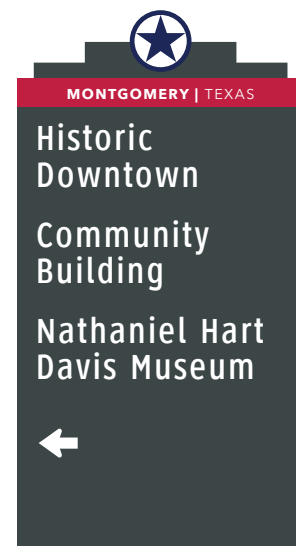 MONTGOMERY | TEXAS
Historic
Downtown
Community
Building
Nathaniel Hart
Davis Museum